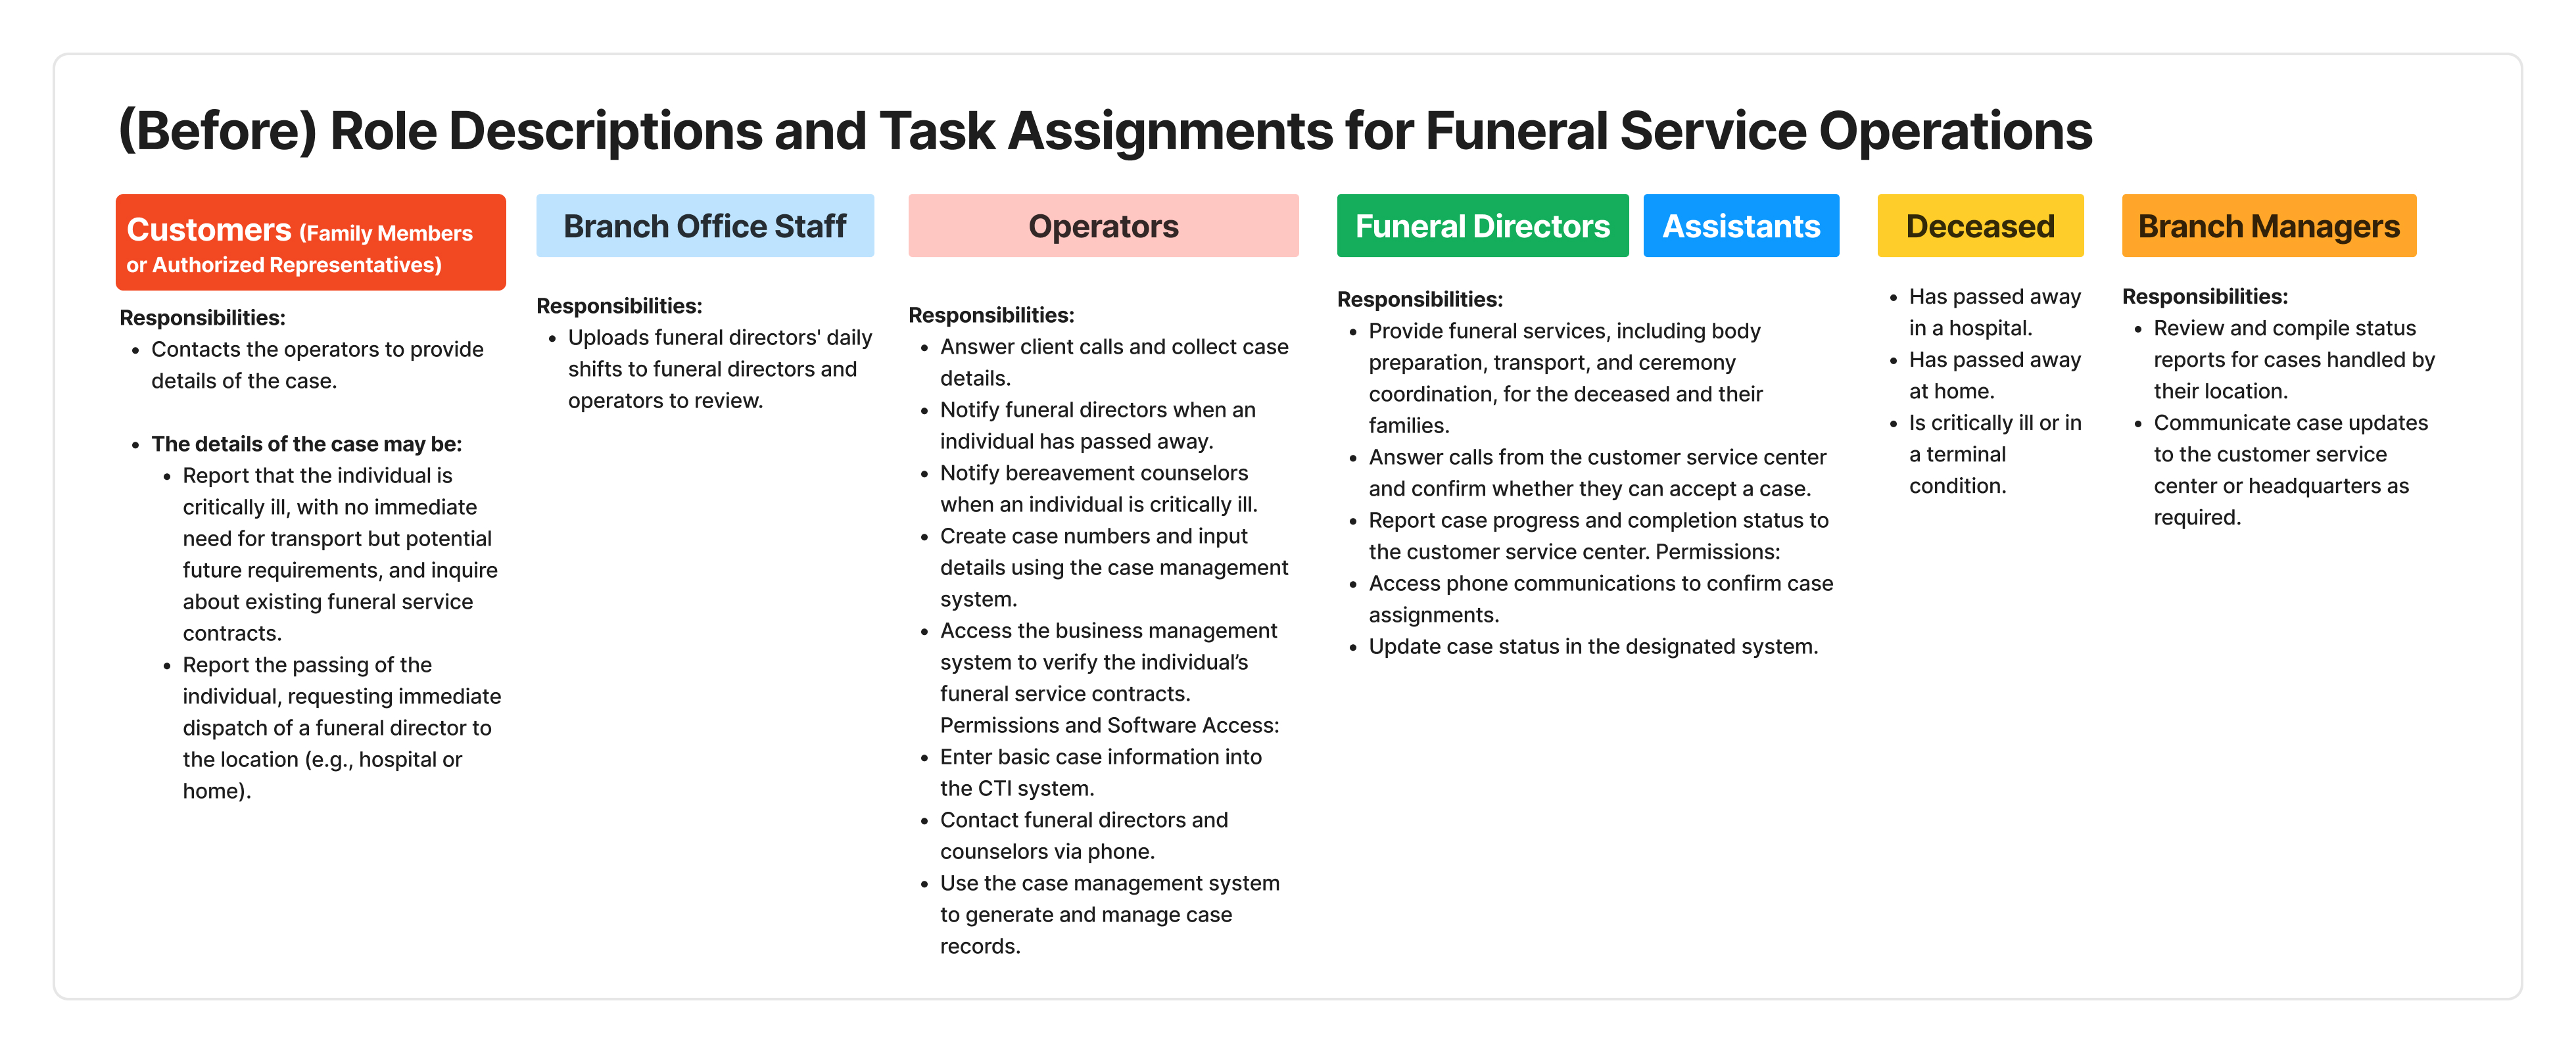 (Before) Role Descriptions and Task Assignments for Funeral Service Operations
Customers (Family Members
or Authorized Representatives)
Responsibilities:
• Contacts the operators to provide
details of the case.
• The details of the case may be:
• Report that the individual is
critically ill, with no immediate
need for transport but potential
future requirements, and inquire
about existing funeral service
contracts.
• Report the passing of the
individual, requesting immediate
dispatch of a funeral director to
the location (e.g., hospital or
home).
Branch Office Staff
Responsibilities:
• Uploads funeral directors' daily
shifts to funeral directors and
operators to review.
Operators
Responsibilities:
• Answer client calls and collect case
details.
• Notify funeral directors when an
individual has passed away.
• Notify bereavement counselors
when an individual is critically ill.
• Create case numbers and input
details using the case management
system.
• Access the business management
system to verify the individual’s
funeral service contracts.
Permissions and Software Access:
• Enter basic case information into
the CTI system.
• Contact funeral directors and
counselors via phone.
• Use the case management system
to generate and manage case
records.
Funeral Directors
Assistants
Responsibilities:
• Provide funeral services, including body
preparation, transport, and ceremony
coordination, for the deceased and their
families.
• Answer calls from the customer service center
and confirm whether they can accept a case.
• Report case progress and completion status to
the customer service center. Permissions:
• Access phone communications to confirm case
assignments.
• Update case status in the designated system.
Deceased
• Has passed away
in a hospital.
• Has passed away
at home.
• Is critically ill or in
a terminal
condition.
Branch Managers
Responsibilities:
• Review and compile status
reports for cases handled by
their location.
• Communicate case updates
to the customer service
center or headquarters as
required.